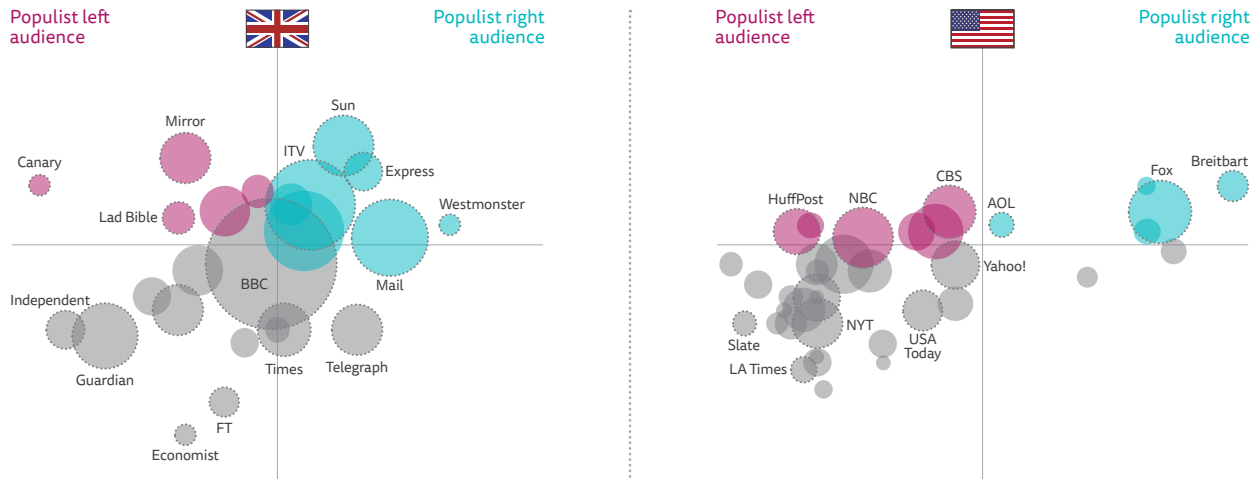 Populist left
audience
Populist right
audience
Sun
Mirror
ITV
Canary
Express
Lad Bible
Westmonster
BBC
Mail
Independent
Guardian
Times
Telegraph
FT
Economist
Populist left
audience
Populist right
audience
Breitbart
Fox
CBS
HuffPost
NBC
AOL
Yahoo!
NYT
Slate
USA
Today
LA Times